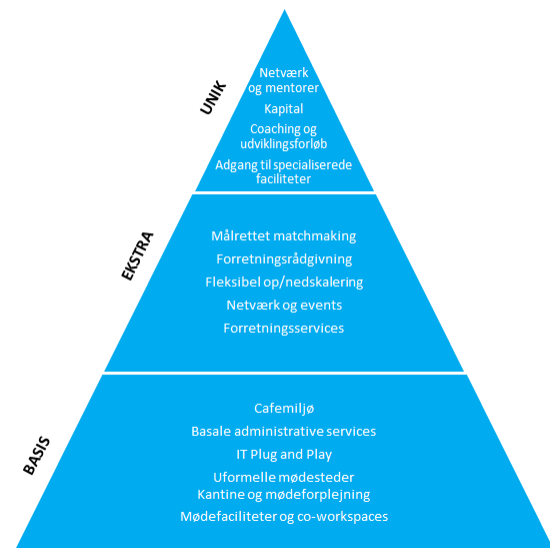 UNIK
Netværk
og mentorer
Kapital
Coaching og
udviklingsforløb
Adgang til specialiserede
faciliteter
EKSTRA
Målrettet matchmaking
Forretningsrådgivning
Fleksibel op/nedskalering
Netværk og events
Forretningsservices
BASIS
Cafemiljø
Basale administrative services
IT Plug and Play
Uformelle mødesteder
Kantine og mødeforplejning
Mødefaciliteter og co-workspaces